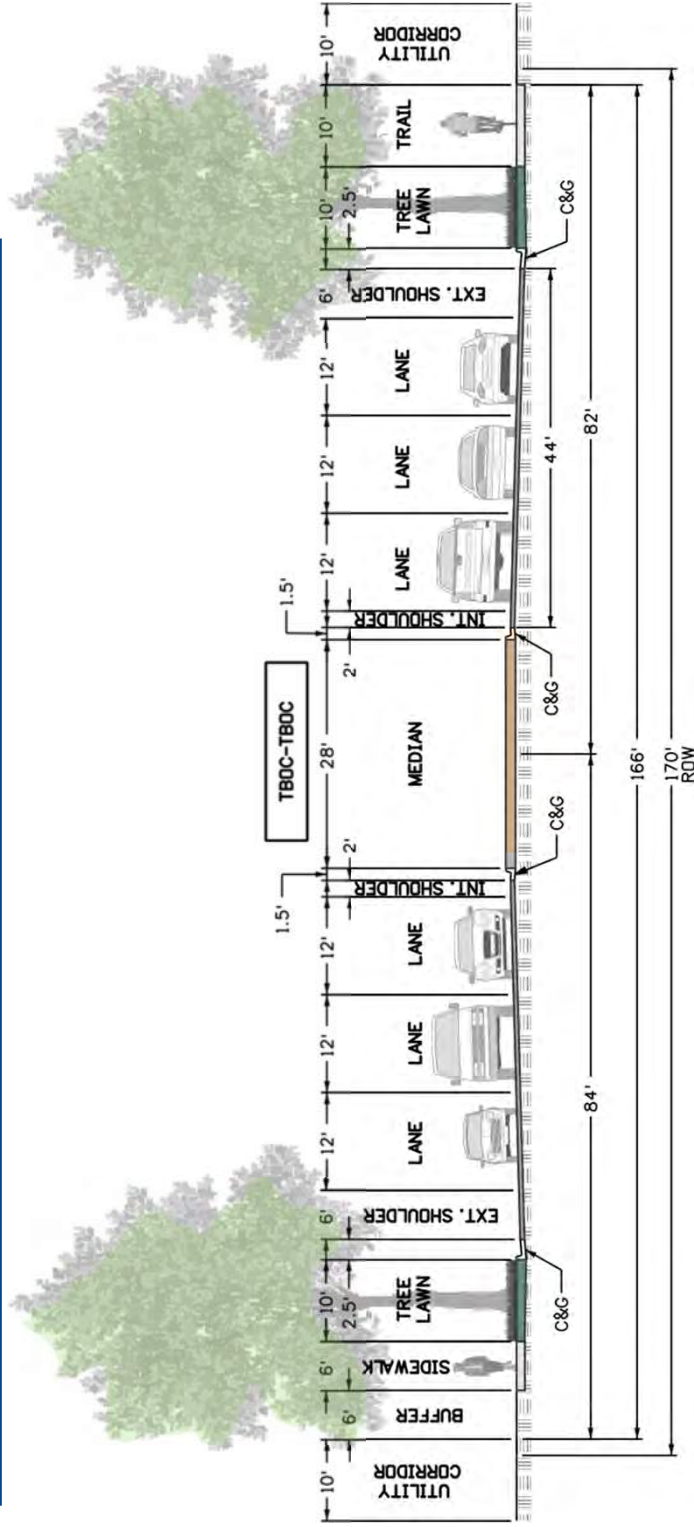 TBOC-TBOC
10'
6'
6'
10'
2.5'
6'
12'
12'
12'
2'
1.5'
28'
1.5'
2'
12'
12'
12'
6'
2.5'
10'
10'
10'
UTILITY
CORRIDOR
BUFFER
SIDEWALK
TREE
LAWN
EXT. SHOULDER
LANE
LANE
LANE
INT. SHOULDER
MEDIAN
INT. SHOULDER
LANE
LANE
LANE
EXT. SHOULDER
TREE
LAWN
TRAIL
UTILITY
CORRIDOR
C&G
C&G
C&G
C&G
44'
84'
82'
166'
170'
ROW